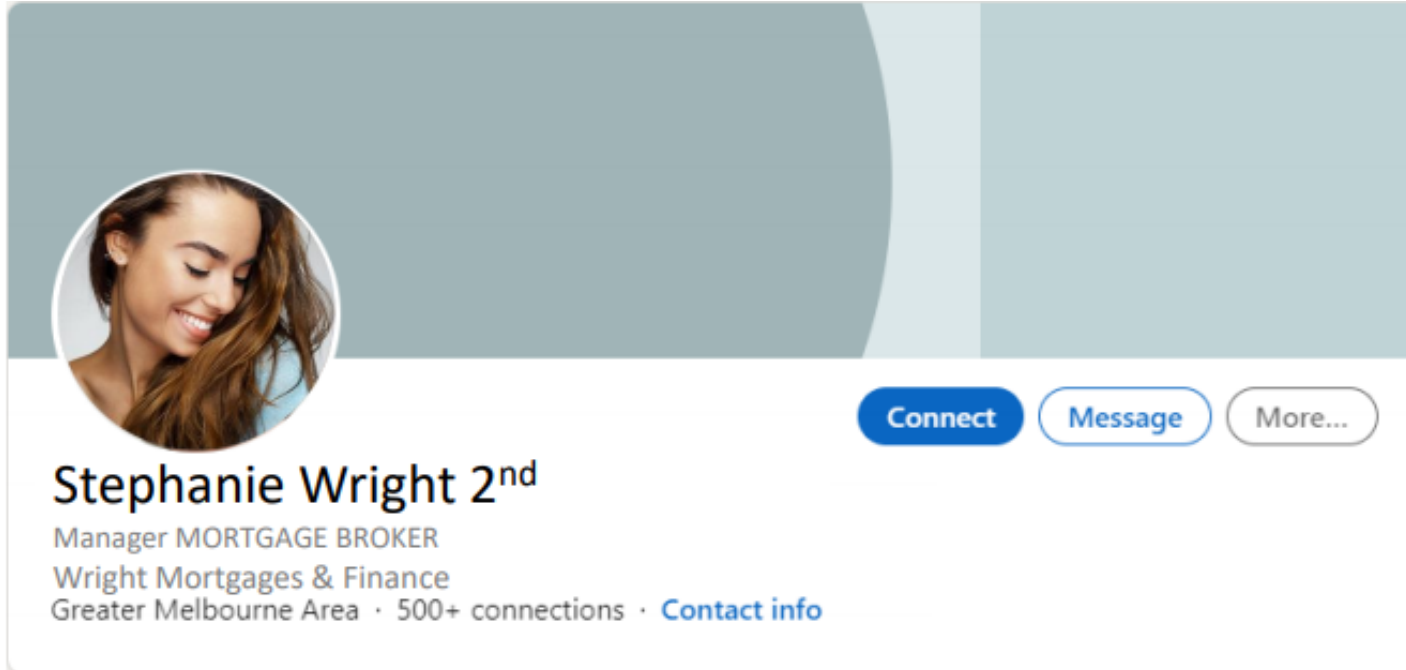 Connect Message More...
Stephanie Wright 2nd
Manager MORTGAGE BROKER
Wright Mortgages & Finance
Greater Melbourne Area · 500+ connections · Contact info